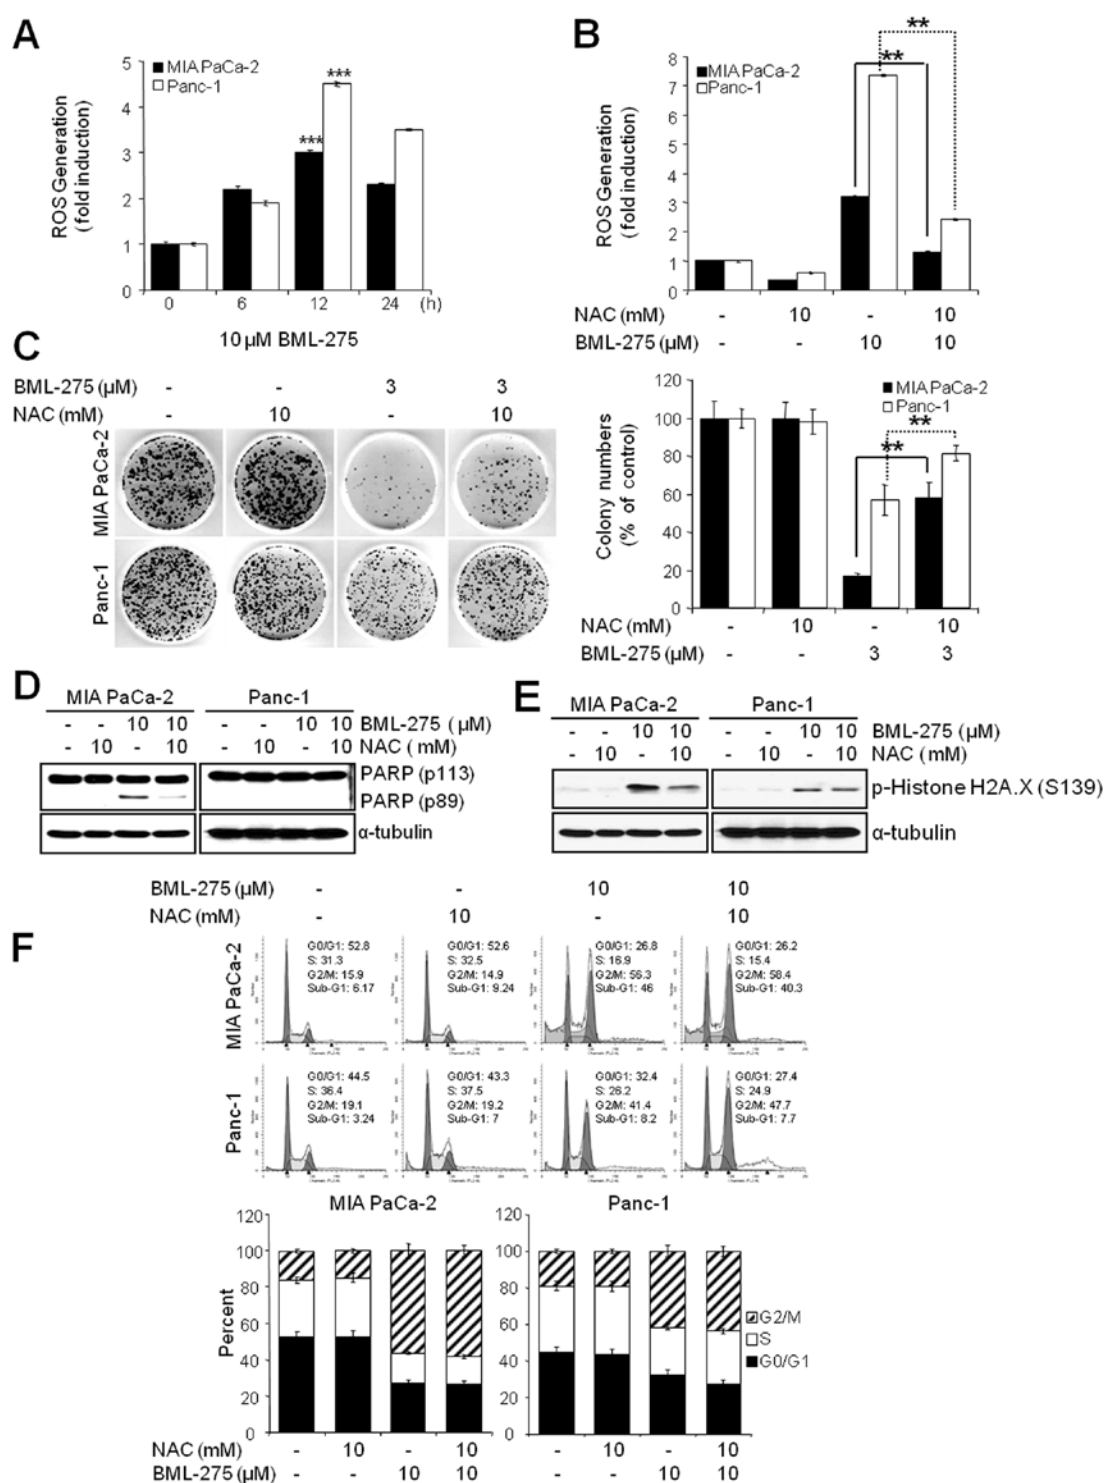 A
MIA PaCa-2
Panc-1
ROS Generation
(fold induction)
5
4
3
2
1
0
***
***
0 6 12 24 (h)
10 µM BML-275
B
**
**
MIA PaCa-2
Panc-1
ROS Generation
(fold induction)
8
7
6
5
4
3
2
1
0
NAC (mM) - 10 - 10
BML-275 (µM) - - 10 10
C
BML-275 (µM) - - 3 3
NAC (mM) - 10 - 10
MIA PaCa-2
Panc-1
MIA PaCa-2
Panc-1
**
**
Colony numbers
(% of control)
120
100
80
60
40
20
0
NAC (mM) - 10 - 10
BML-275 (µM) - - 3 3
D
MIA PaCa-2 Panc-1
- - 10 10 - - 10 10 BML-275 (µM)
- 10 - 10 - 10 - 10 NAC (mM)
PARP (p113)
PARP (p89)
α-tubulin
E
MIA PaCa-2 Panc-1
- - 10 10 - - 10 10 BML-275 (µM)
- 10 - 10 - 10 - 10 NAC (mM)
p-Histone H2A.X (S139)
α-tubulin
F
BML-275 (µM) - - 10 10
NAC (mM) - 10 - 10
MIA PaCa-2
G0/G1: 52.8
S: 31.3
G2/M: 15.9
Sub-G1: 6.17
G0/G1: 52.6
S: 32.5
G2/M: 14.9
Sub-G1: 9.24
G0/G1: 26.8
S: 16.9
G2/M: 56.3
Sub-G1: 46
G0/G1: 26.2
S: 15.4
G2/M: 58.4
Sub-G1: 40.3
Panc-1
G0/G1: 44.5
S: 36.4
G2/M: 19.1
Sub-G1: 3.24
G0/G1: 43.3
S: 37.5
G2/M: 19.2
Sub-G1: 7
G0/G1: 32.4
S: 26.2
G2/M: 41.4
Sub-G1: 8.2
G0/G1: 27.4
S: 24.9
G2/M: 47.7
Sub-G1: 7.7
MIA PaCa-2 Panc-1
Percent
120
100
80
60
40
20
0
120
100
80
60
40
20
0
G2/M
S
G0/G1
NAC (mM) - 10 - 10 - 10 - 10
BML-275 (µM) - - 10 10 - - 10 10